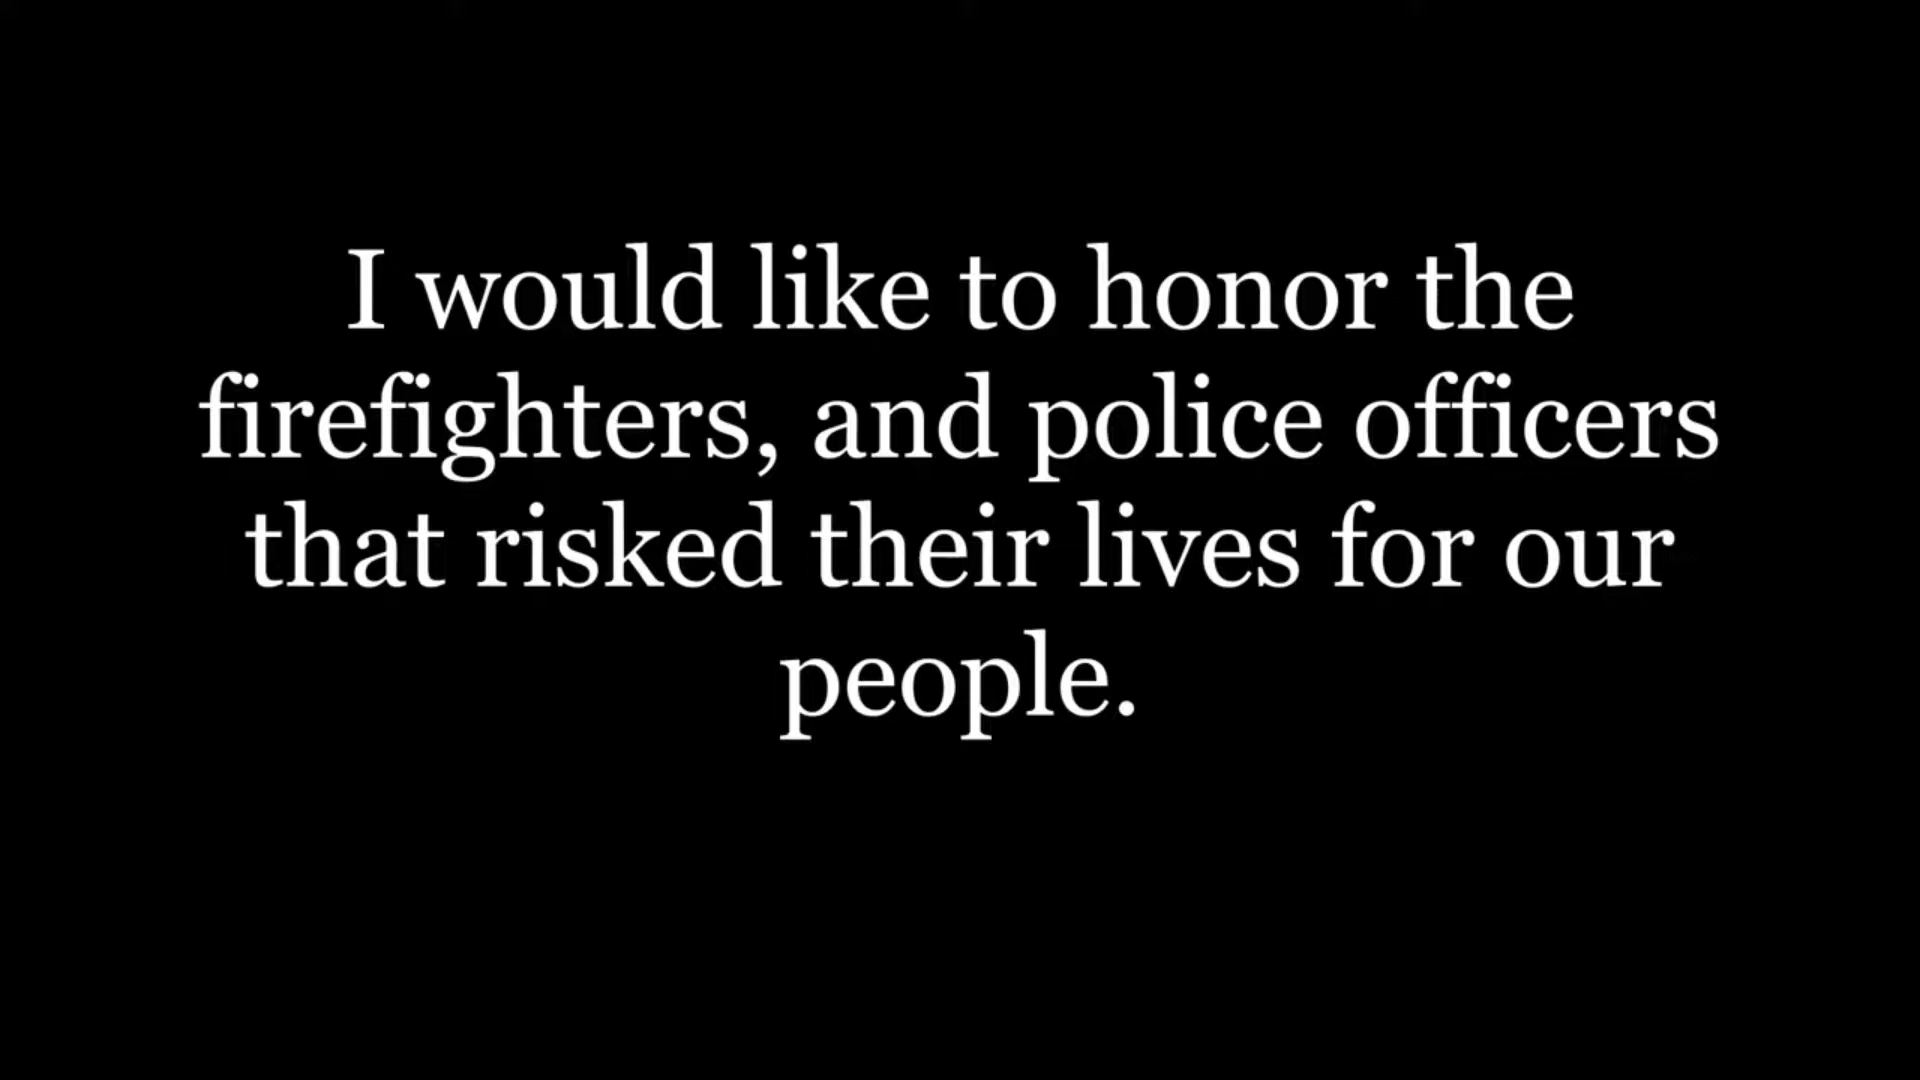 I would like to honor the
firefighters, and police officers
that risked their lives for our
people.